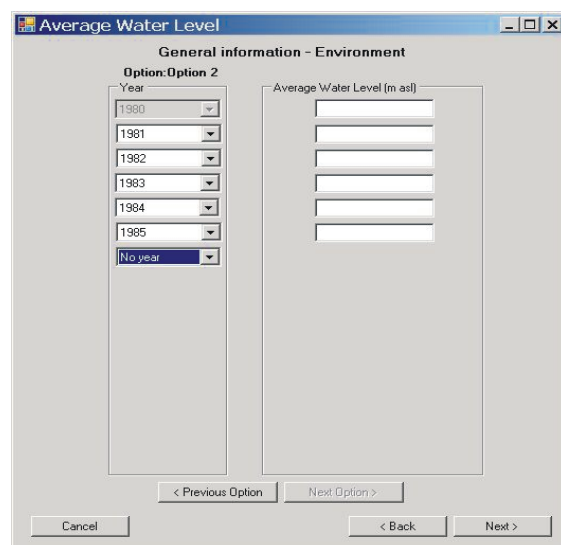 Average Water Level
General information - Environment
Option:Option 2
Year
Average Water Level (m asl)
1980
1981
1982
1983
1984
1985
No year
< Previous Option
Next Option >
Cancel
< Back
Next >